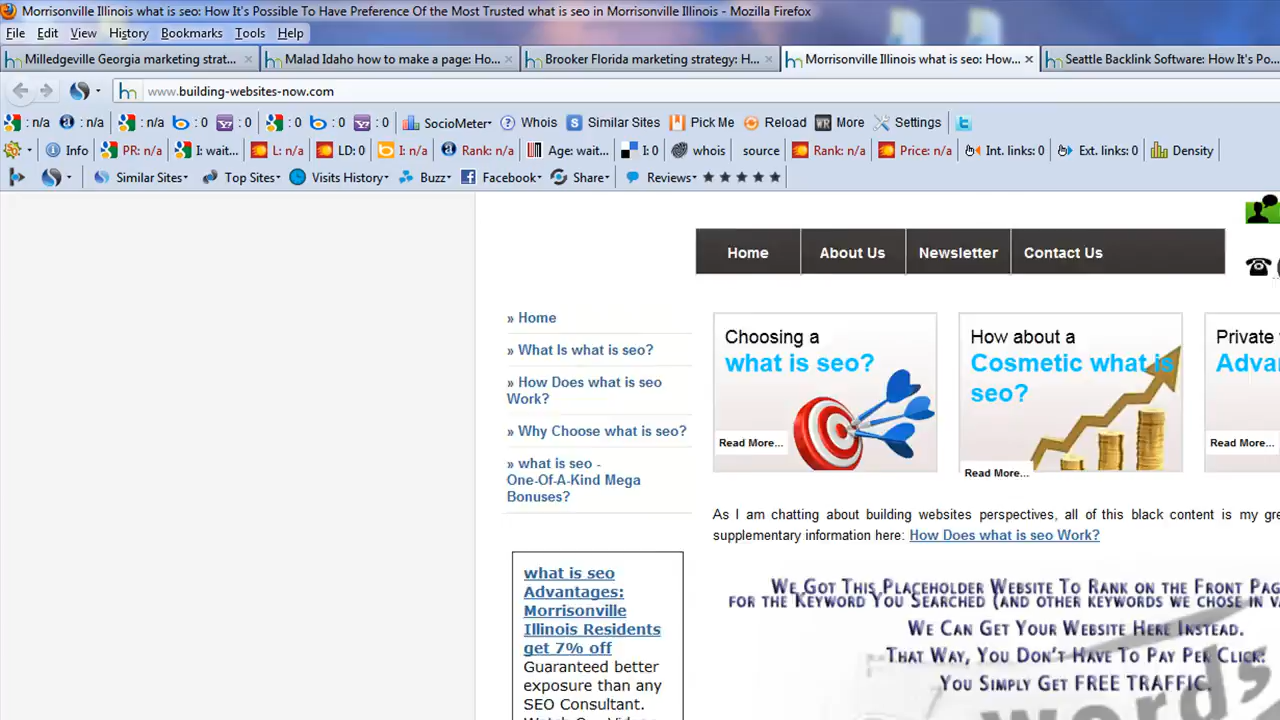 Morrisonville Illinois what is seo: How It's Possible To Have Preference Of the Most Trusted what is seo in Morrisonville Illinois - Mozilla Firefox
File Edit View History Bookmarks Tools Help
Milledgeville Georgia marketing strat... Malad Idaho how to make a page: Ho... Brooker Florida marketing strategy: H... Morrisonville Illinois what is seo: How... Seattle Backlink Software: How It's Po...
www.building-websites-now.com
: n/a : n/a : n/a : 0 : 0 : 0 : 0 : 0 SocioMeter Whois Similar Sites Pick Me Reload More Settings
Info PR: n/a I: wait... L: n/a LD: 0 I: n/a Rank: n/a Age: wait... I: 0 whois source Rank: n/a Price: n/a Int. links: 0 Ext. links: 0 Density
Similar Sites Top Sites Visits History Buzz Facebook Share Reviews
Home About Us Newsletter Contact Us
» Home
» What Is what is seo?
» How Does what is seo
Work?
» Why Choose what is seo?
» what is seo -
One-Of-A-Kind Mega
Bonuses?
Choosing a
what is seo?
Read More...
How about a
Cosmetic what is
seo?
Read More...
Private
Read More...
As I am chatting about building websites perspectives, all of this black content is my
supplementary information here: How Does what is seo Work?
what is seo
Advantages:
Morrisonville
Illinois Residents
get 7% off
Guaranteed better
exposure than any
SEO Consultant.
We Got This Placeholder Website To Rank on the Front
for the Keyword You Searched (and other keywords we chose in
We Can Get Your Website Here Instead.
That Way, You Don't Have To Pay Per Click.
You Simply Get FREE TRAFFIC.